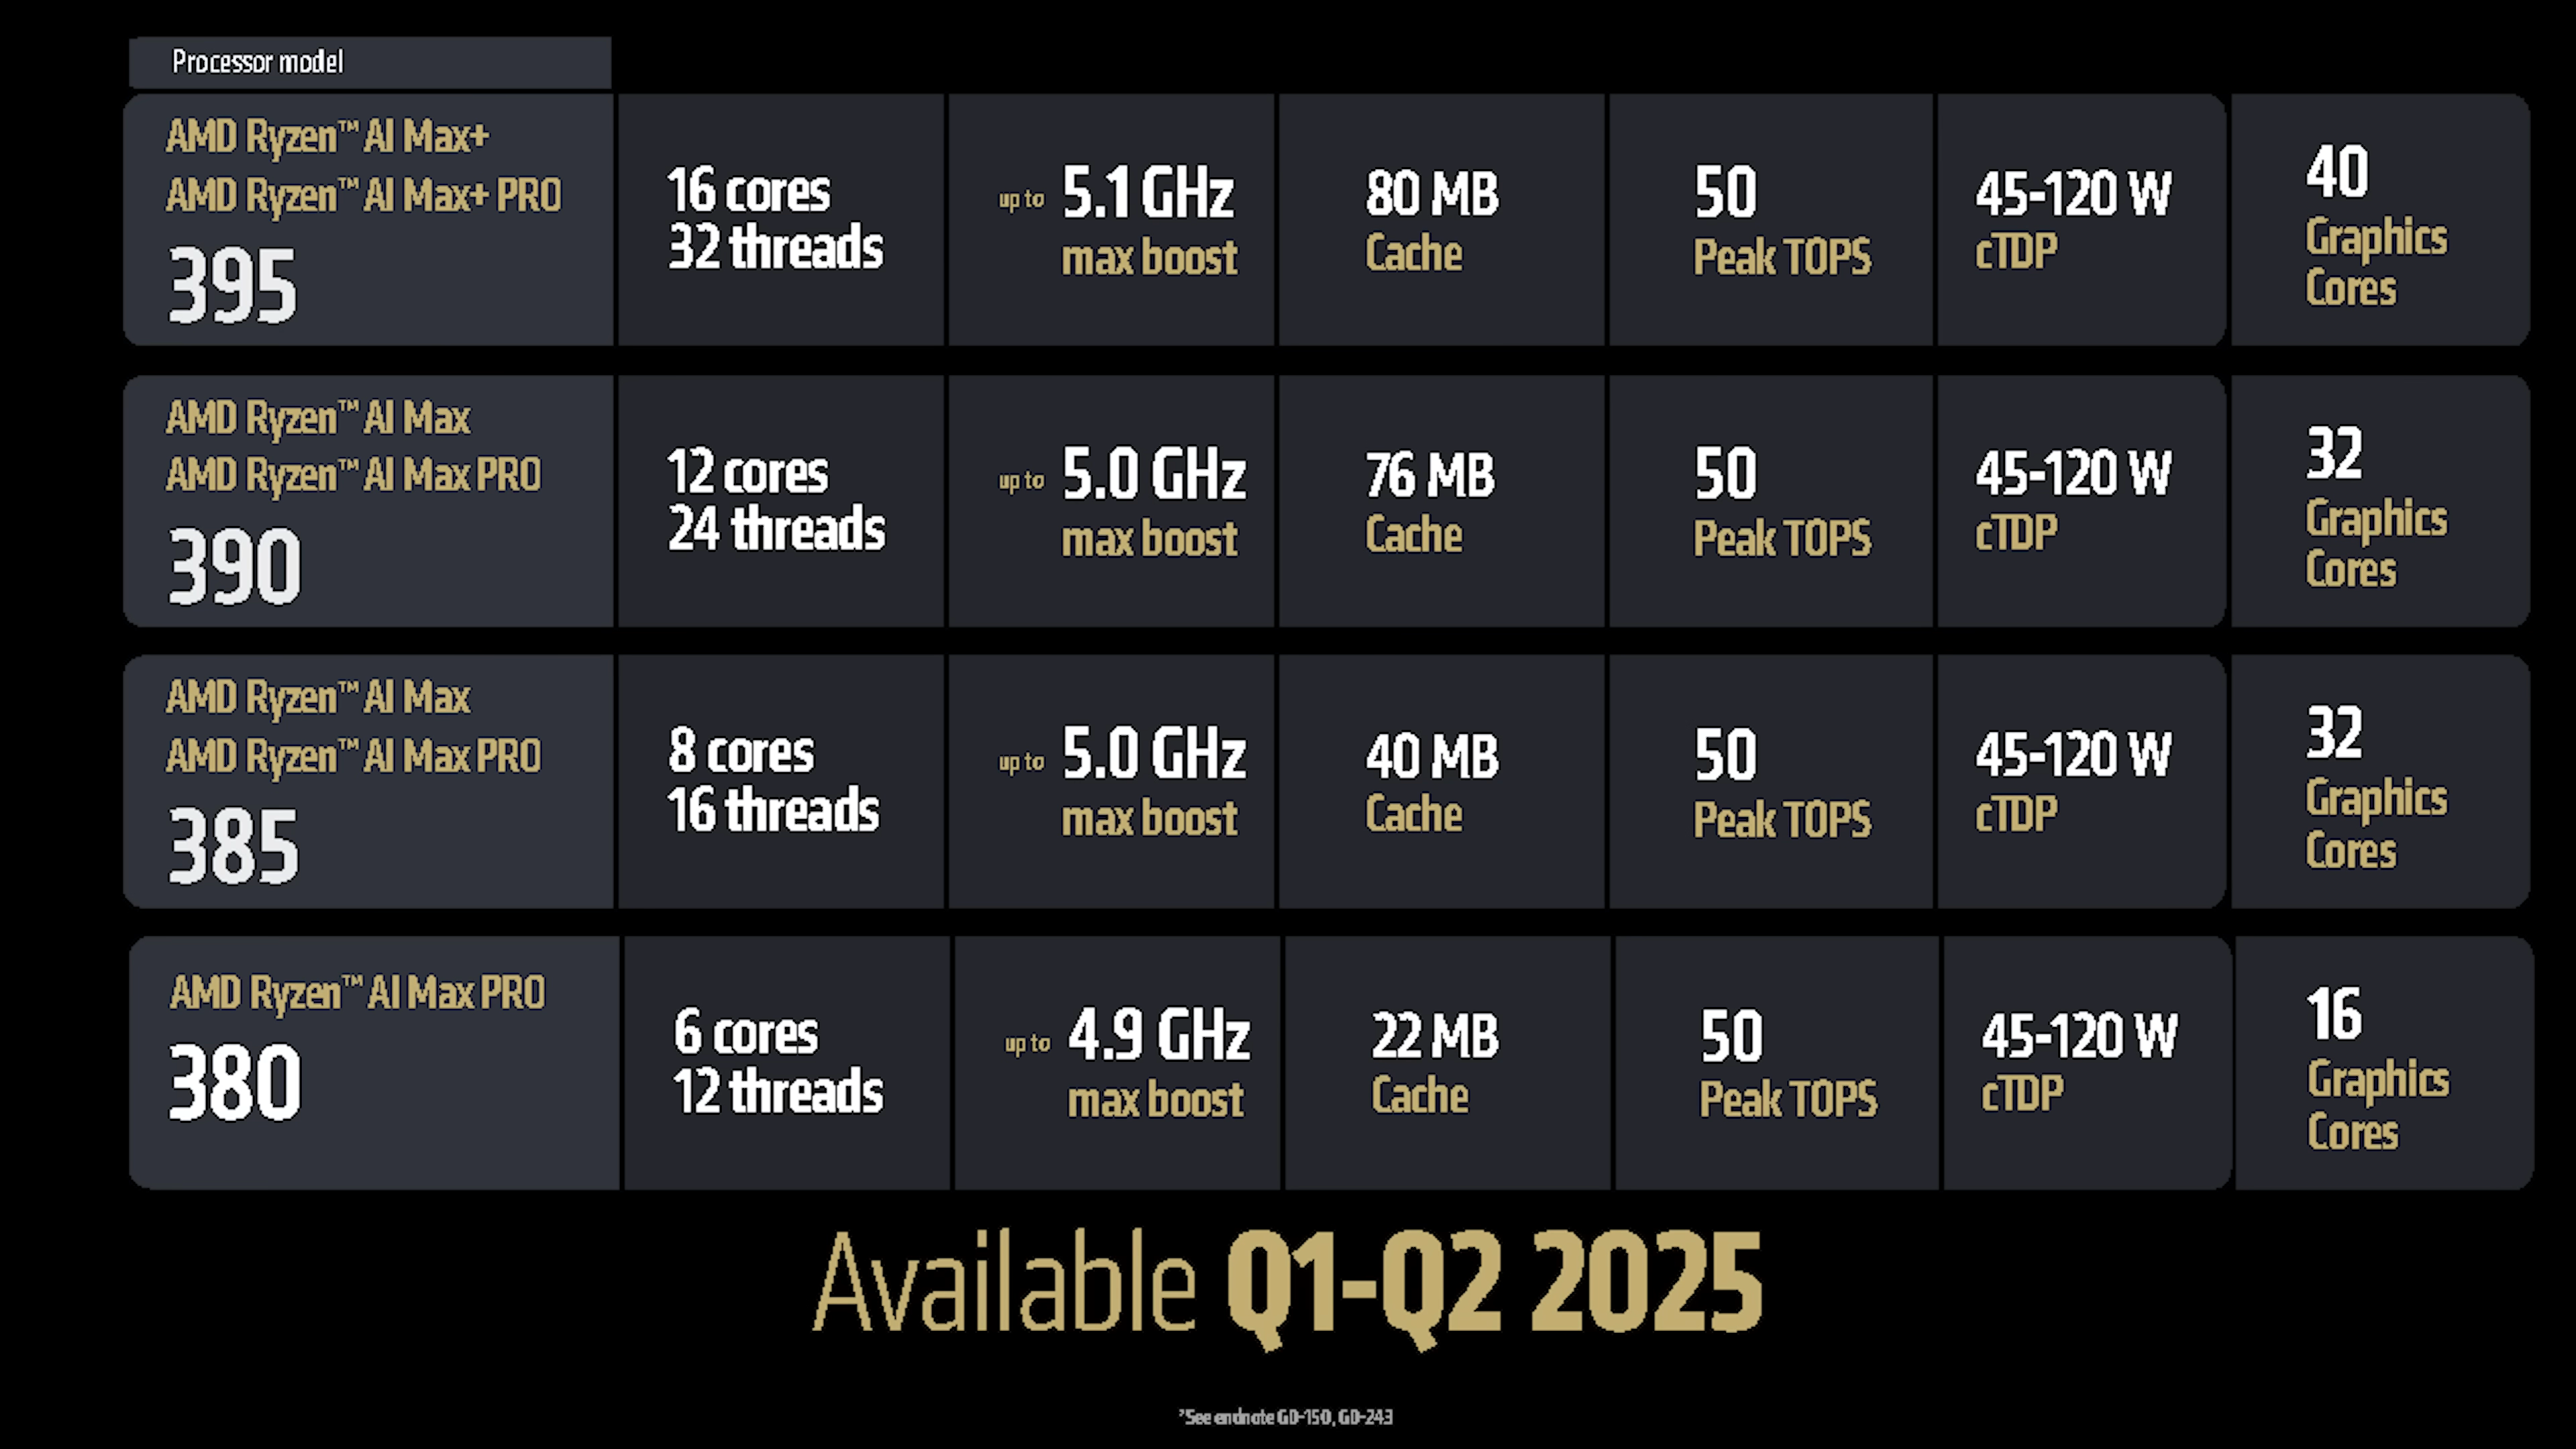 Processor model
AMD Ryzen™ AI Max+
AMD Ryzen™ AI Max+ PRO
395
16 cores
32 threads
up to 5.1 GHz
max boost
80 MB
Cache
50
Peak TOPS
45-120 W
cTDP
40
Graphics
Cores
AMD Ryzen™ AI Max
AMD Ryzen™ AI Max PRO
390
12 cores
24 threads
up to 5.0 GHz
max boost
76 MB
Cache
50
Peak TOPS
45-120 W
cTDP
32
Graphics
Cores
AMD Ryzen™ AI Max
AMD Ryzen™ AI Max PRO
385
8 cores
16 threads
up to 5.0 GHz
max boost
40 MB
Cache
50
Peak TOPS
45-120 W
cTDP
32
Graphics
Cores
AMD Ryzen™ AI Max PRO
380
6 cores
12 threads
up to 4.9 GHz
max boost
22 MB
Cache
50
Peak TOPS
45-120 W
cTDP
16
Graphics
Cores
Available Q1-Q2 2025
*See endnote GD-150, GD-243